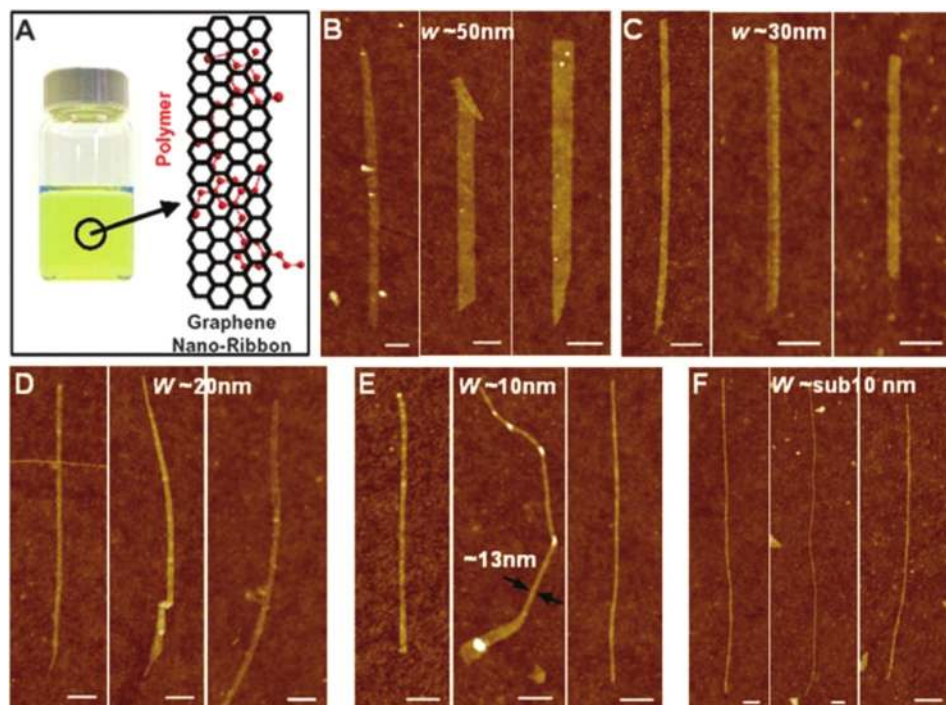 A
Polymer
Graphene
Nano-Ribbon
B
w ~50nm
C
w ~30nm
D
W ~20nm
E
W ~10nm
~13nm
F
W ~sub10 nm